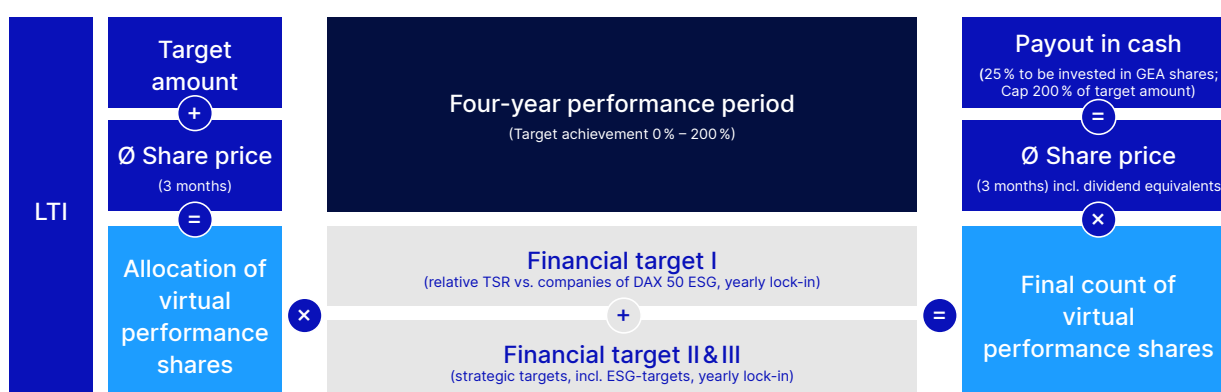 LTI
Target
amount
+
Ø Share price
(3 months)
=
Allocation of
virtual
performance
shares
×
Four-year performance period
(Target achievement 0 % – 200 %)
Financial target I
(relative TSR vs. companies of DAX 50 ESG, yearly lock-in)
+
Financial target II & III
(strategic targets, incl. ESG-targets, yearly lock-in)
=
Payout in cash
(25 % to be invested in GEA shares;
Cap 200 % of target amount)
=
Ø Share price
(3 months) incl. dividend equivalents
×
Final count of
virtual
performance shares